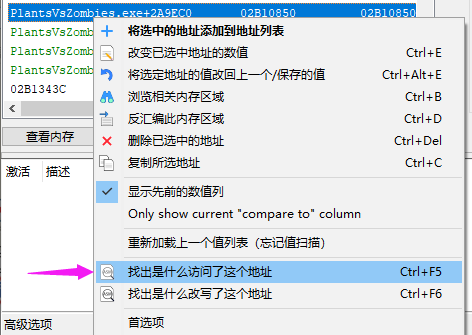 PlantsVsZombies.exe+2A9EC0 02B10850 02B10850
PlantsVsZomb
PlantsVsZomb
PlantsVsZomb
02B1343C
查看内存
激活 描述
高级选项
将选中的地址添加到地址列表
改变已选中地址的数值 Ctrl+E
将选定地址的值改回上一个/保存的值 Ctrl+Alt+E
浏览相关内存区域 Ctrl+B
反汇编此内存区域 Ctrl+D
删除已选中的地址 Ctrl+Del
复制所选地址 Ctrl+C
显示先前的数值列
Only show current "compare to" column
重新加载上一个值列表（忘记值扫描）
找出是什么访问了这个地址 Ctrl+F5
找出是什么改写了这个地址 Ctrl+F6
首选项